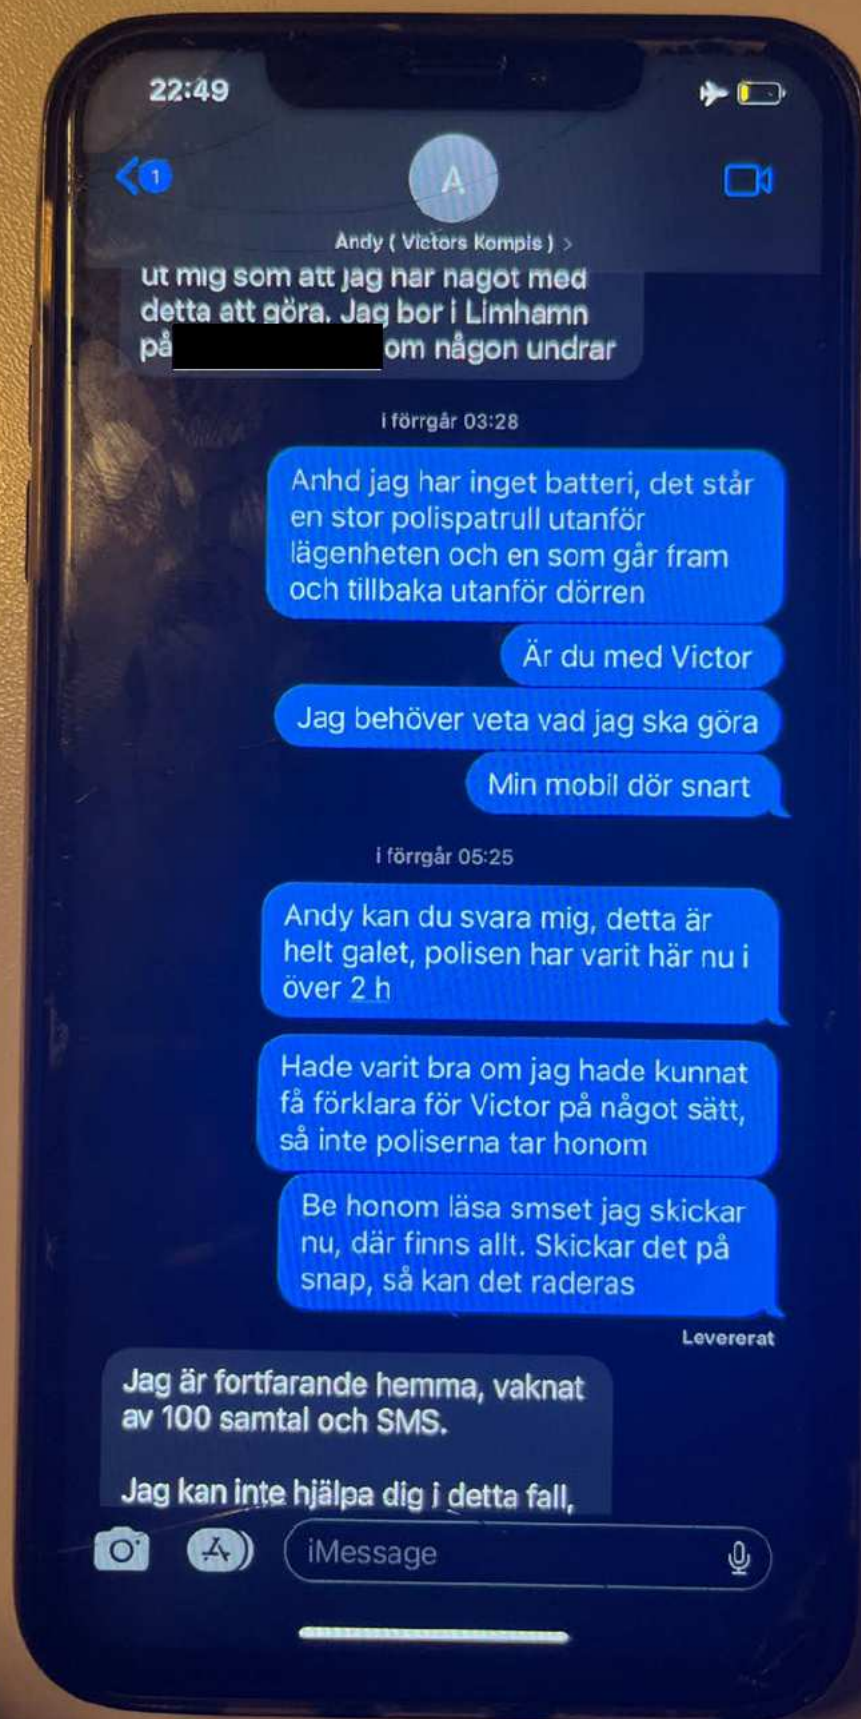 22:49
1
A
Andy ( Victors Kompis ) >
ut mig som att jag har något med
detta att göra. Jag bor i Limhamn
på om någon undrar
i förrgår 03:28
Anhd jag har inget batteri, det står
en stor polispatrull utanför
lägenheten och en som går fram
och tillbaka utanför dörren
Är du med Victor
Jag behöver veta vad jag ska göra
Min mobil dör snart
i förrgår 05:25
Andy kan du svara mig, detta är
helt galet, polisen har varit här nu i
över 2 h
Hade varit bra om jag hade kunnat
få förklara för Victor på något sätt,
så inte poliserna tar honom
Be honom läsa smset jag skickar
nu, där finns allt. Skickar det på
snap, så kan det raderas
Levererat
Jag är fortfarande hemma, vaknat
av 100 samtal och SMS.
Jag kan inte hjälpa dig i detta fall,
iMessage